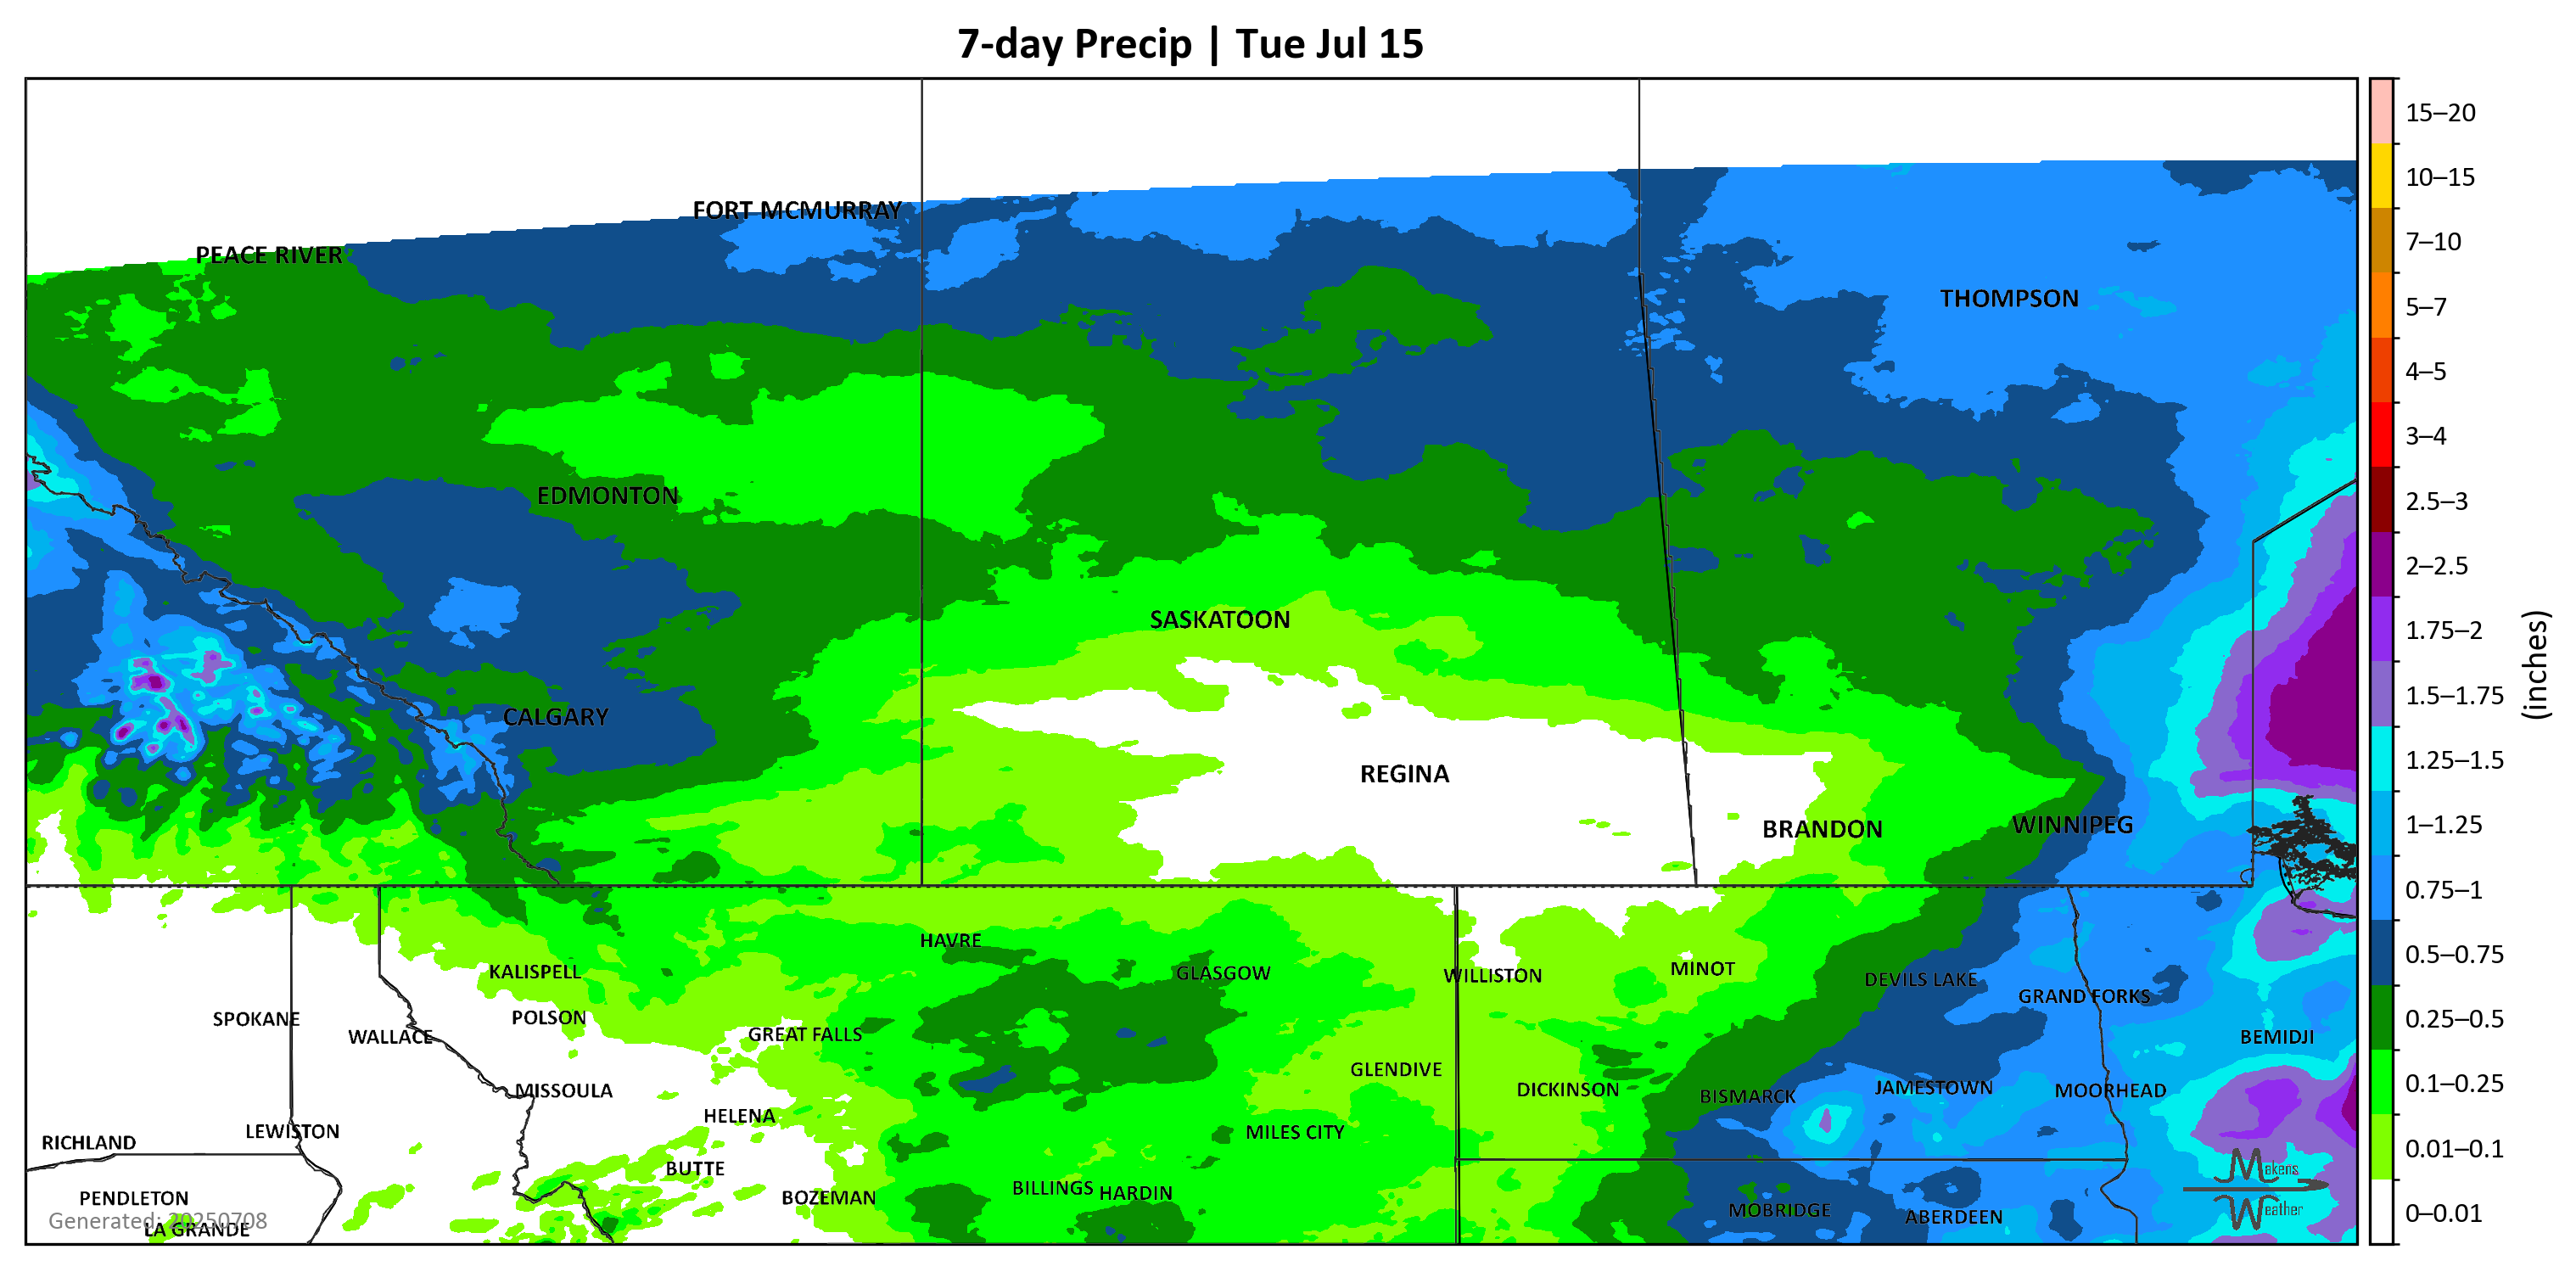 7-day Precip | Tue Jul 15
FORT MCMURRAY
PEACE RIVER
THOMPSON
EDMONTON
SASKATOON
CALGARY
REGINA
WINNIPEG
BRANDON
HAVRE
KALISPELL
GLASGOW
WILLISTON
MINOT
DEVILS LAKE
GRAND FORKS
SPOKANE
POLSON
WALLACE
GREAT FALLS
BEMIDJI
GLENDIVE
MISSOULA
DICKINSON
BISMARCK
JAMESTOWN
MOORHEAD
HELENA
RICHLAND
LEWISTON
MILES CITY
BUTTE
PENDLETON
BOZEMAN
BILLINGS
HARDIN
MOBRIDGE
ABERDEEN
Generated: 20250708
LA GRANDE
Makens
Weather
15–20
10–15
7–10
5–7
4–5
3–4
2.5–3
2–2.5
1.75–2
1.5–1.75
1.25–1.5
1–1.25
0.75–1
0.5–0.75
0.25–0.5
0.1–0.25
0.01–0.1
0–0.01
(inches)